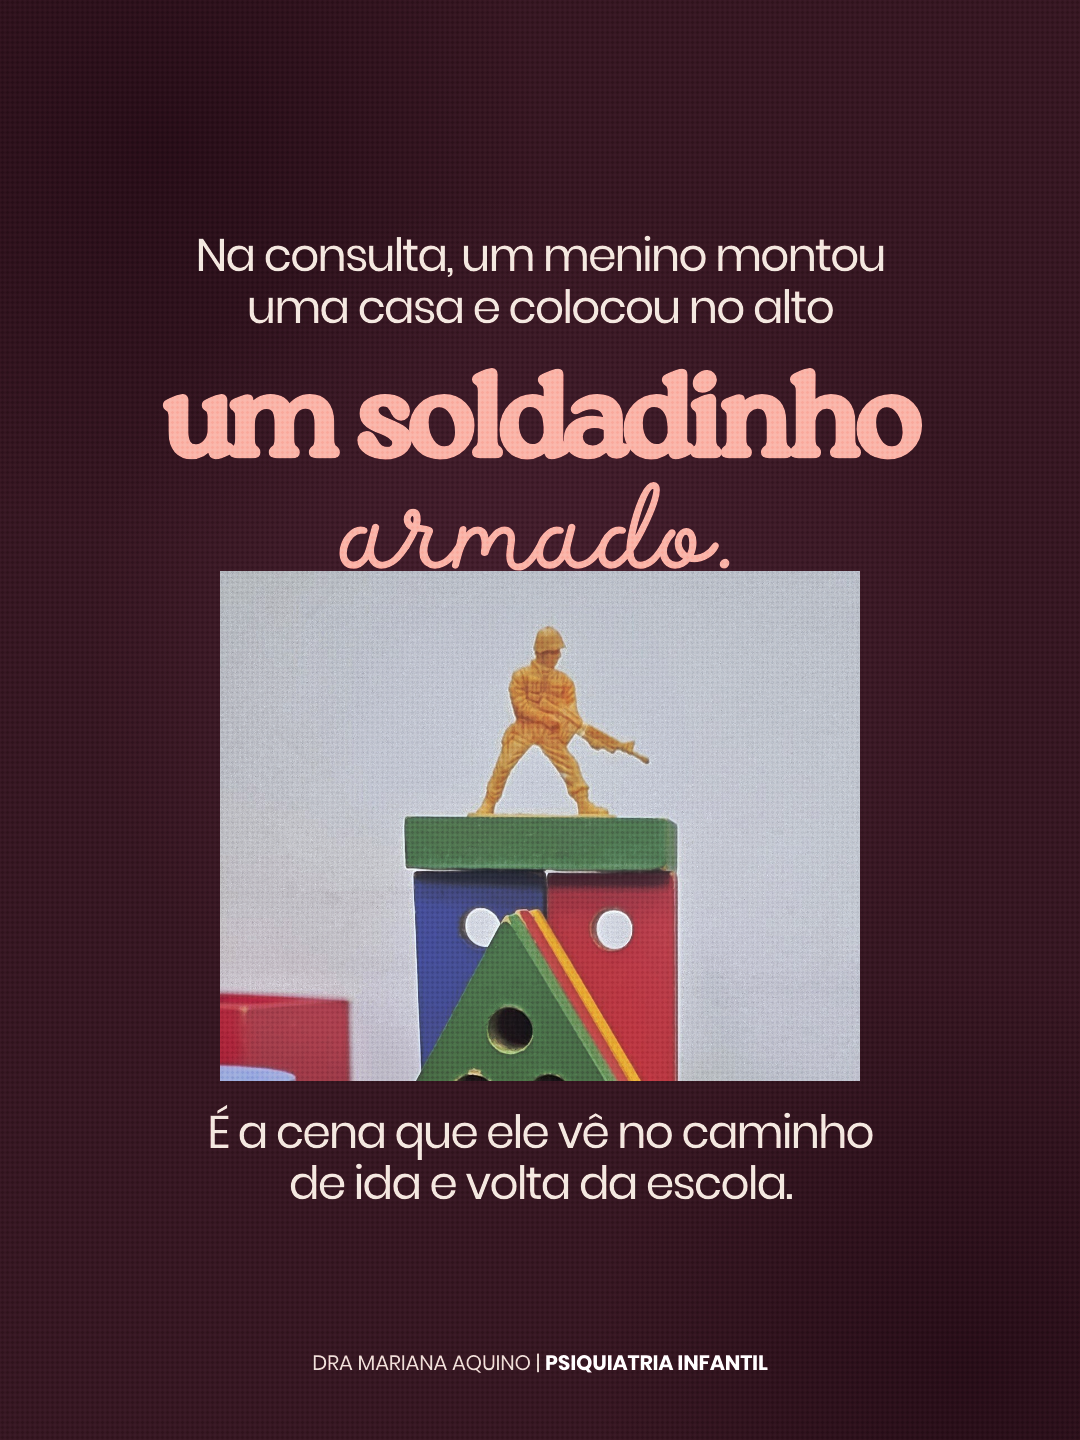 Na consulta, um menino montou
uma casa e colocou no alto
um soldadinho
armado.
É a cena que ele vê no caminho
de ida e volta da escola.
DRA MARIANA AQUINO | PSIQUIATRIA INFANTIL